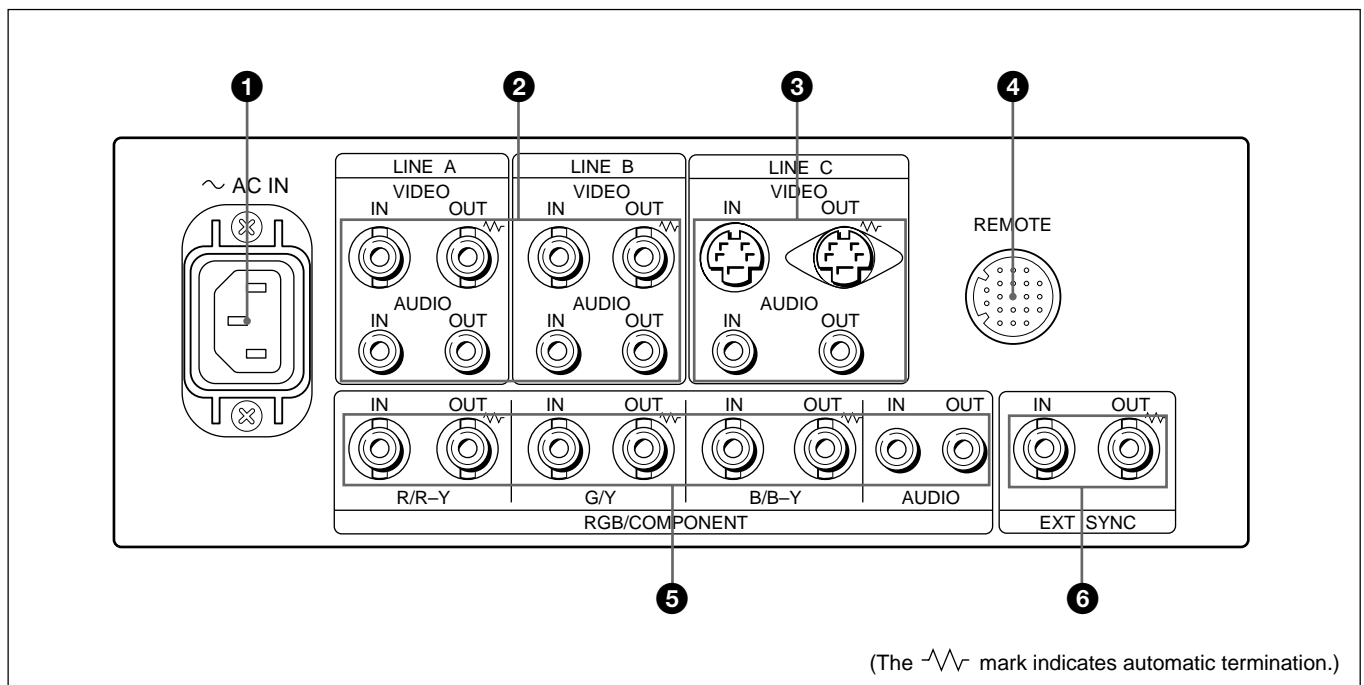 1 2 3 4
LINE A LINE B LINE C
∼ AC IN VIDEO VIDEO VIDEO
IN OUT IN OUT IN OUT
REMOTE
AUDIO AUDIO AUDIO
IN OUT IN OUT IN OUT
IN OUT IN OUT IN OUT IN OUT IN OUT
R/R–Y G/Y B/B–Y AUDIO
RGB/COMPONENT EXT SYNC
5 6
(The mark indicates automatic termination.)